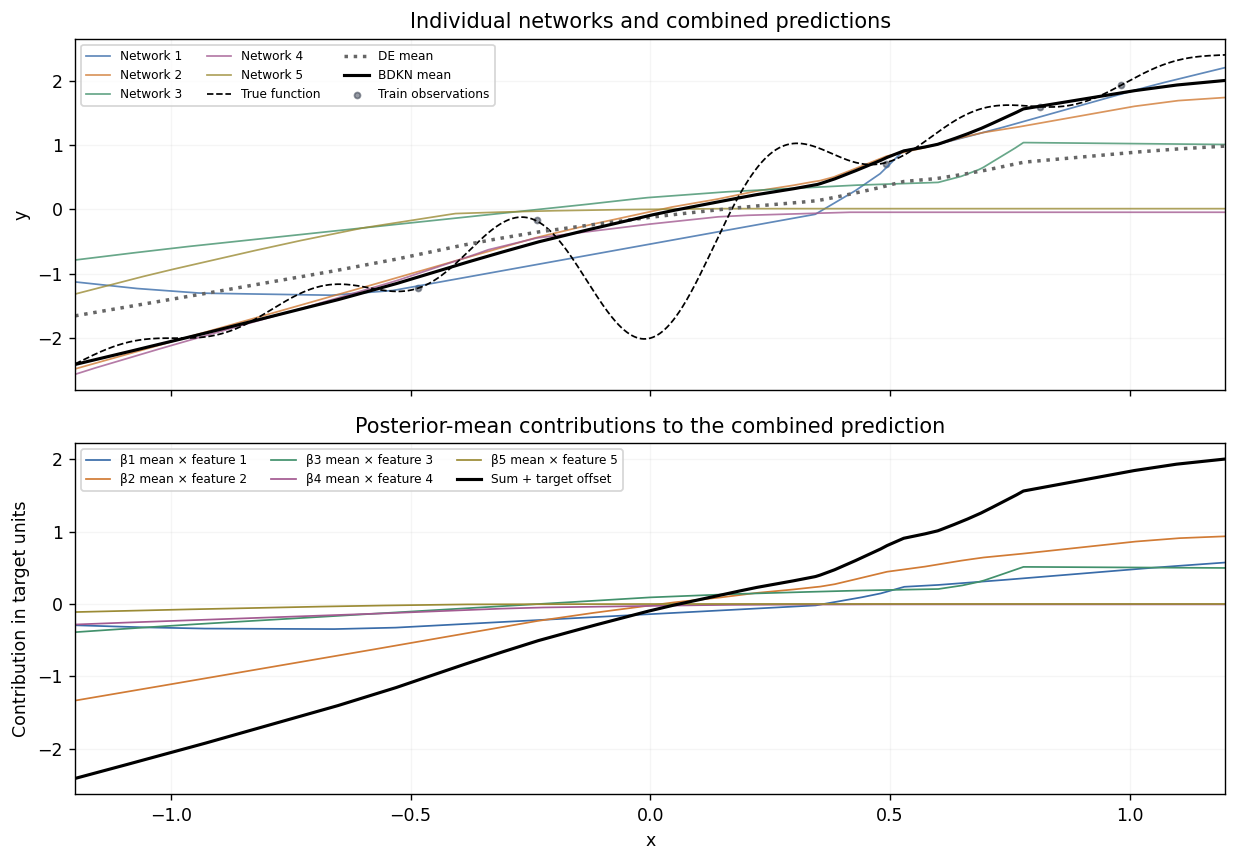 Individual networks and combined predictions
Network 1
Network 2
Network 3
Network 4
Network 5
True function
DE mean
BDKN mean
Train observations
2
1
0
−1
−2
y
Posterior-mean contributions to the combined prediction
β1 mean × feature 1
β2 mean × feature 2
β3 mean × feature 3
β4 mean × feature 4
β5 mean × feature 5
Sum + target offset
2
1
0
−1
−2
Contribution in target units
−1.0 −0.5 0.0 0.5 1.0
x